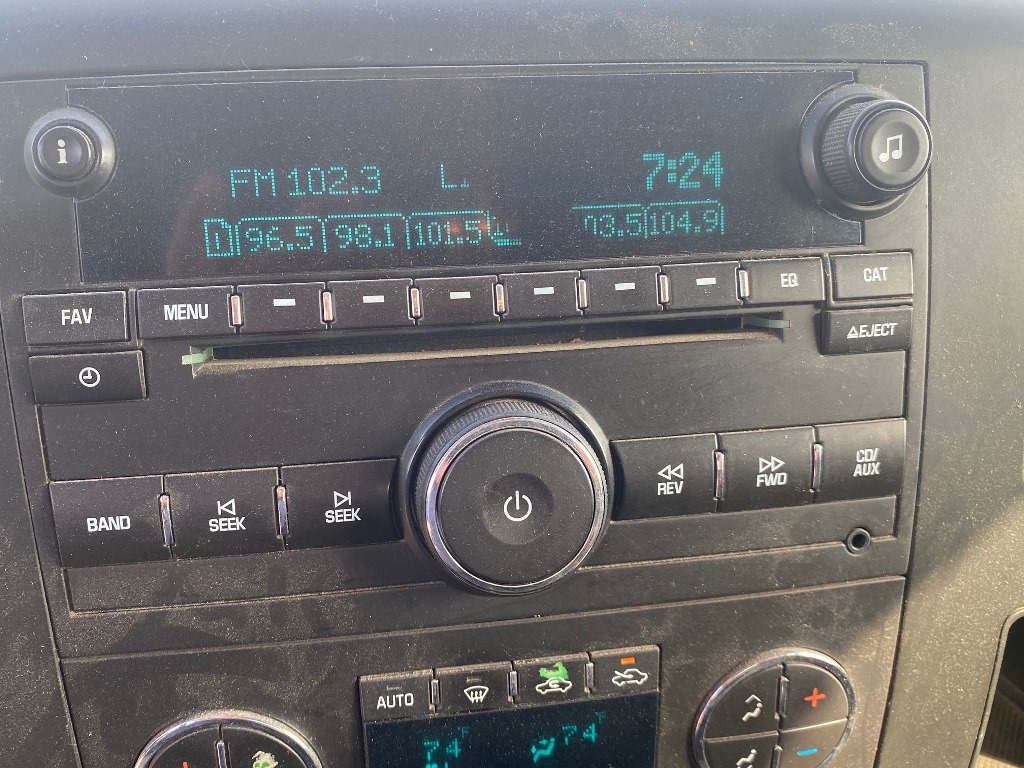 i
FM 102.3 7:24
96.5 98.1 101.5 104.9
FAV MENU EQ CAT
EJECT
BAND SEEK SEEK REV FWD CD/
AUX
AUTO
74 74